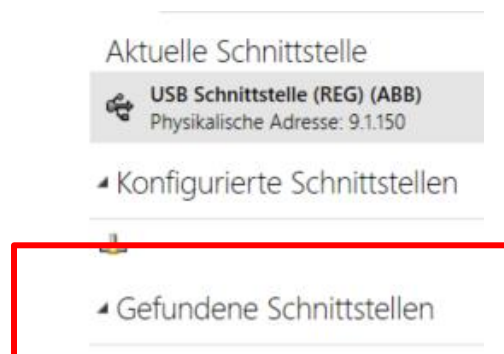 Aktuelle Schnittstelle
USB Schnittstelle (REG) (ABB)
Physikalische Adresse: 9.1.150
Konfigurierte Schnittstellen
Gefundene Schnittstellen